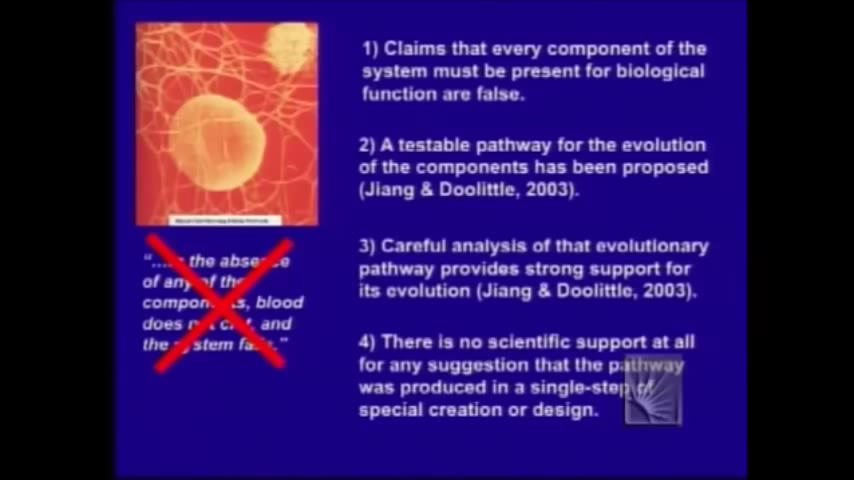 1) Claims that every component of the
system must be present for biological
function are false.
2) A testable pathway for the evolution
of the components has been proposed
(Jiang & Doolittle, 2003).
3) Careful analysis of that evolutionary
pathway provides strong support for
its evolution (Jiang & Doolittle, 2003).
4) There is no scientific support at all
for any suggestion that the pathway
was produced in a single-step of
special creation or design.
the absence
of any of the
components, blood
does not clot, and
the system fails."